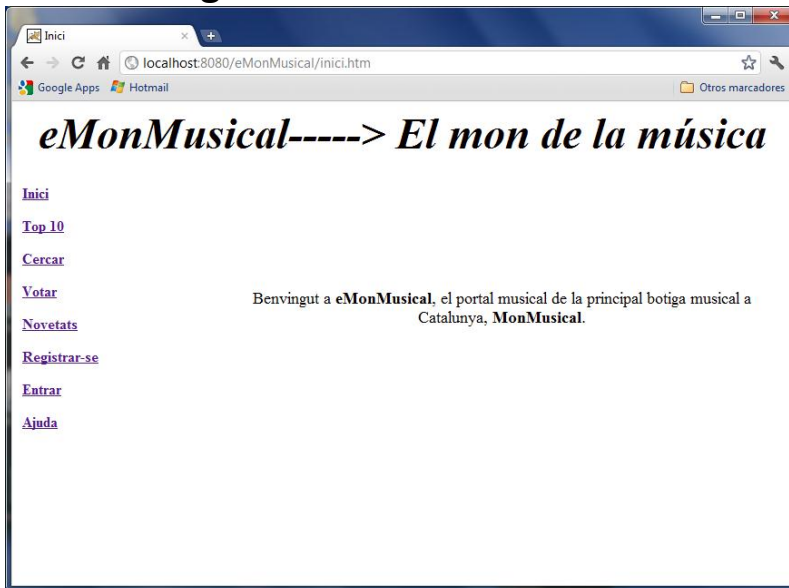 Inici
localhost:8080/eMonMusical/inici.htm
Google Apps Hotmail Otros marcadores
eMonMusical-----> El mon de la música
Inici
Top 10
Cercar
Votar
Novetats
Registrar-se
Entrar
Ajuda
Benvingut a eMonMusical, el portal musical de la principal botiga musical a
Catalunya, MonMusical.